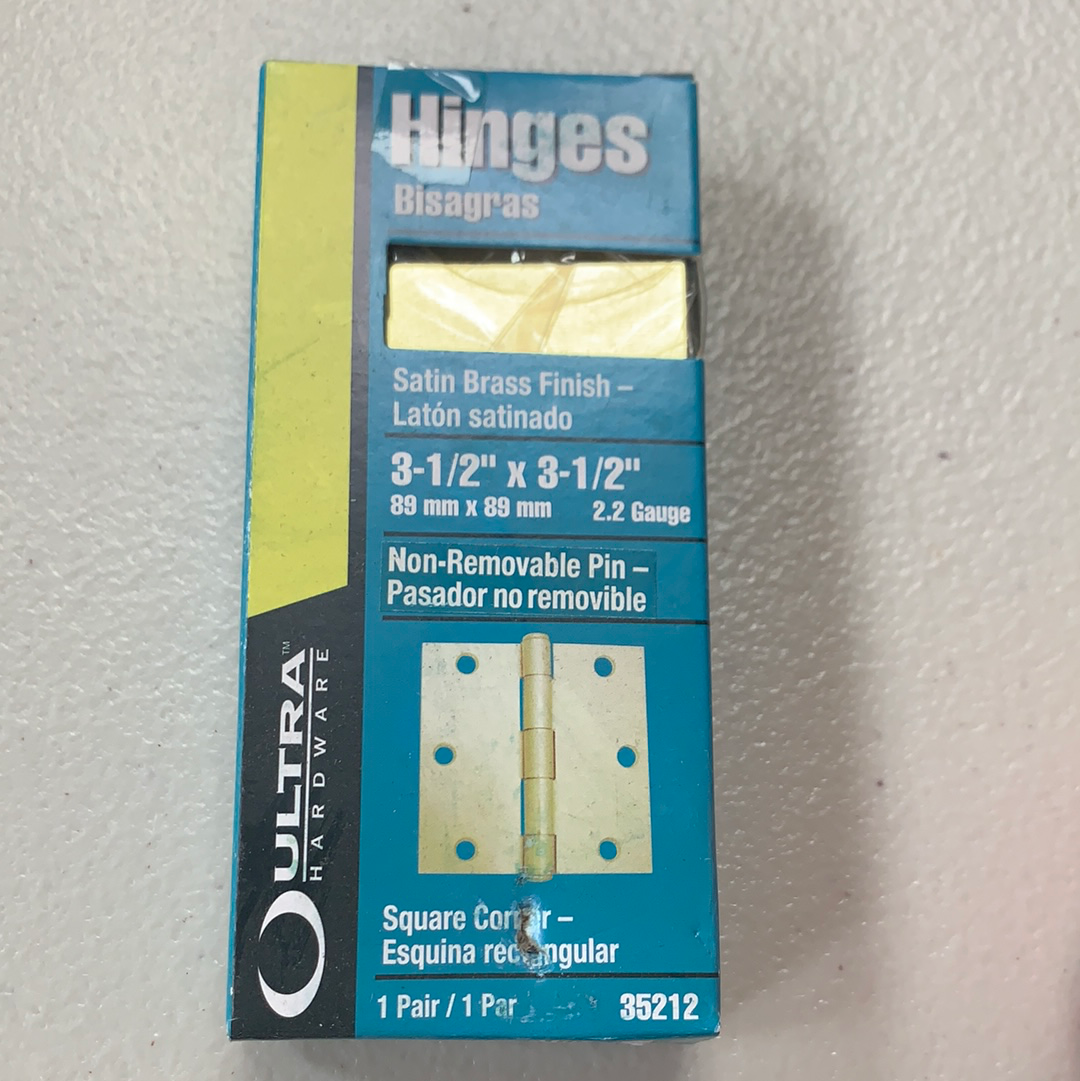 Hinges
Bisagras
Satin Brass Finish –
Latón satinado
3-1/2" x 3-1/2"
89 mm x 89 mm 2.2 Gauge
Non-Removable Pin –
Pasador no removible
Square Corner –
Esquina rectangular
1 Pair / 1 Par 35212
ULTRA™
HARDWARE